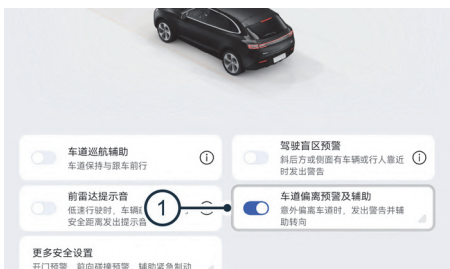 车道巡航辅助
车道保持与跟车前行
驾驶盲区预警
斜后方或侧面有车辆或行人靠近
时发出警告
前雷达提示音
低速行驶时，车辆
安全距离发出提示音
1
车道偏离预警及辅助
意外偏离车道时，发出警告并辅
助转向
更多安全设置
开门预警、前向碰撞预警、辅助紧急制动